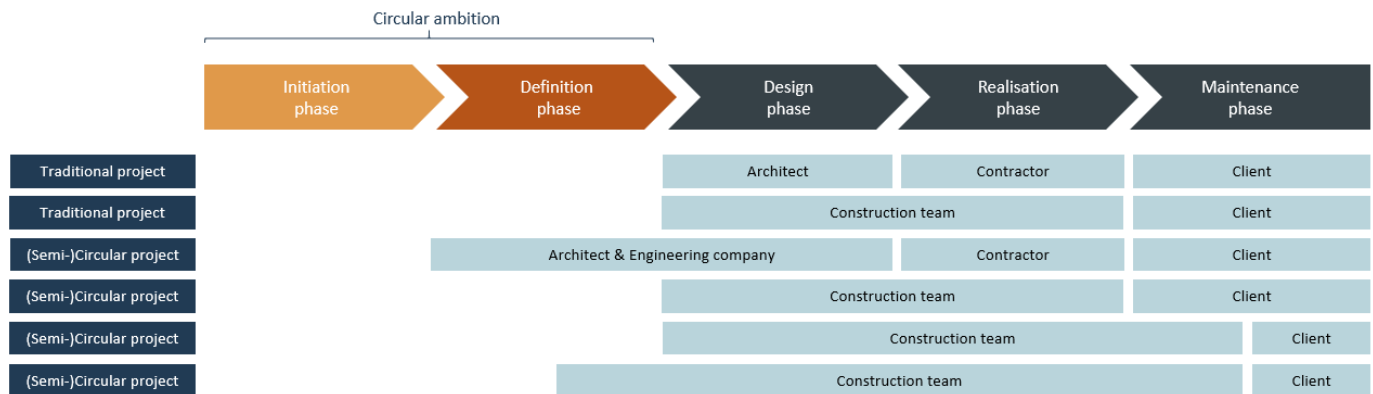 Circular ambition
Initiation
phase
Definition
phase
Design
phase
Realisation
phase
Maintenance
phase
Traditional project
Architect
Contractor
Client
Traditional project
Construction team
Client
(Semi-)Circular project
Architect & Engineering company
Contractor
Client
(Semi-)Circular project
Construction team
Client
(Semi-)Circular project
Construction team
Client
(Semi-)Circular project
Construction team
Client